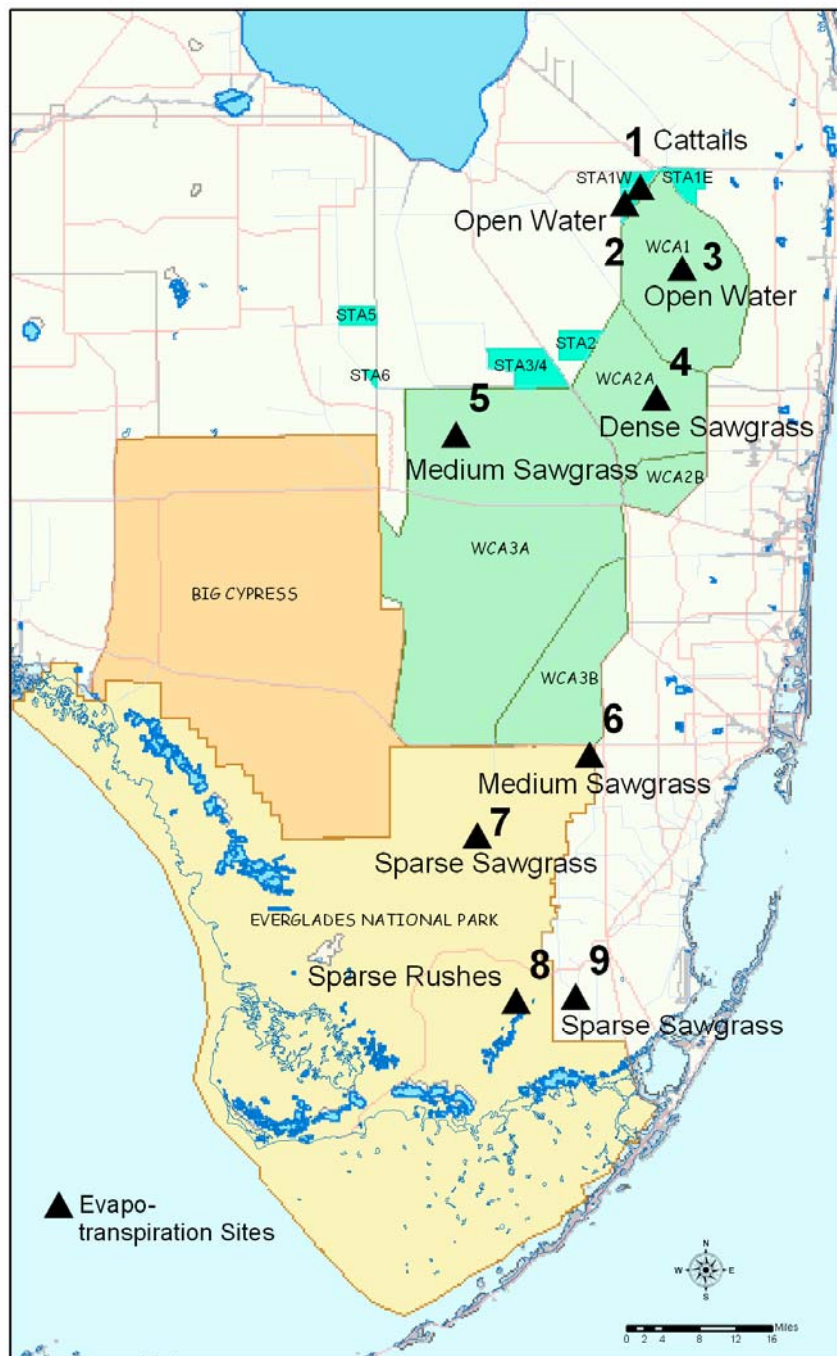 1 Cattails
STA1W
STA1E
Open Water
2
WCA1
3
Open Water
STA5
STA2
STA3/4
STA6
WCA2A
4
5
Dense Sawgrass
Medium Sawgrass
WCA2B
WCA3A
BIG CYPRESS
WCA3B
6
Medium Sawgrass
7
Sparse Sawgrass
EVERGLADES NATIONAL PARK
Sparse Rushes
8
9
Sparse Sawgrass
Evapo-
transpiration Sites
N
W E
S
Miles
0 2 4 8 12 16